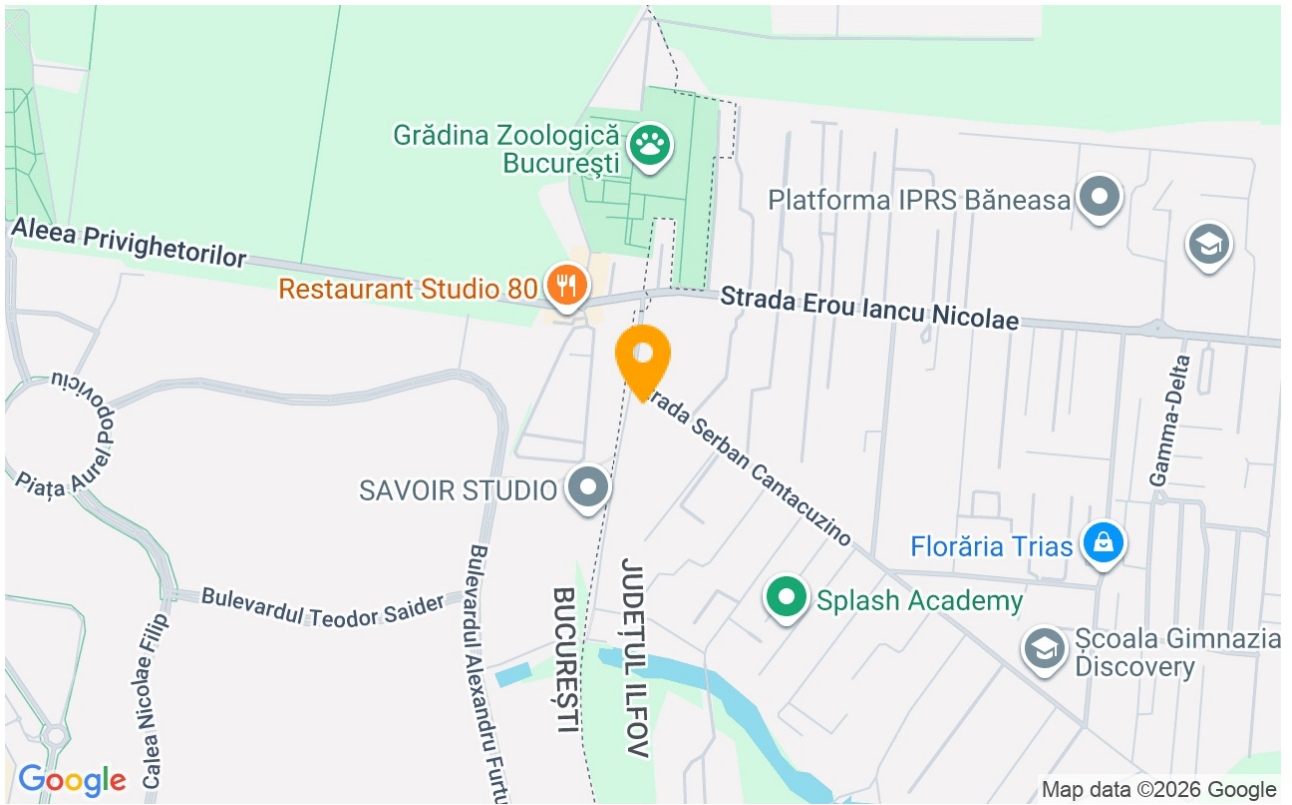 Grădina Zoologică
București
Platforma IPRS Băneasa
Aleea Privighetorilor
Restaurant Studio 80
Strada Erou Iancu Nicolae
Piața Aurel Popoviciu
Strada Serban Cantacuzino
Gamma-Delta
SAVOIR STUDIO
Florăria Trias
Bulevardul Teodor Saider
Splash Academy
Calea Nicolae Filip
Bulevardul Alexandru Furtu
BUCUREȘTI
JUDEȚUL ILFOV
Școala Gimnazia
Discovery
Google
Map data ©2026 Google